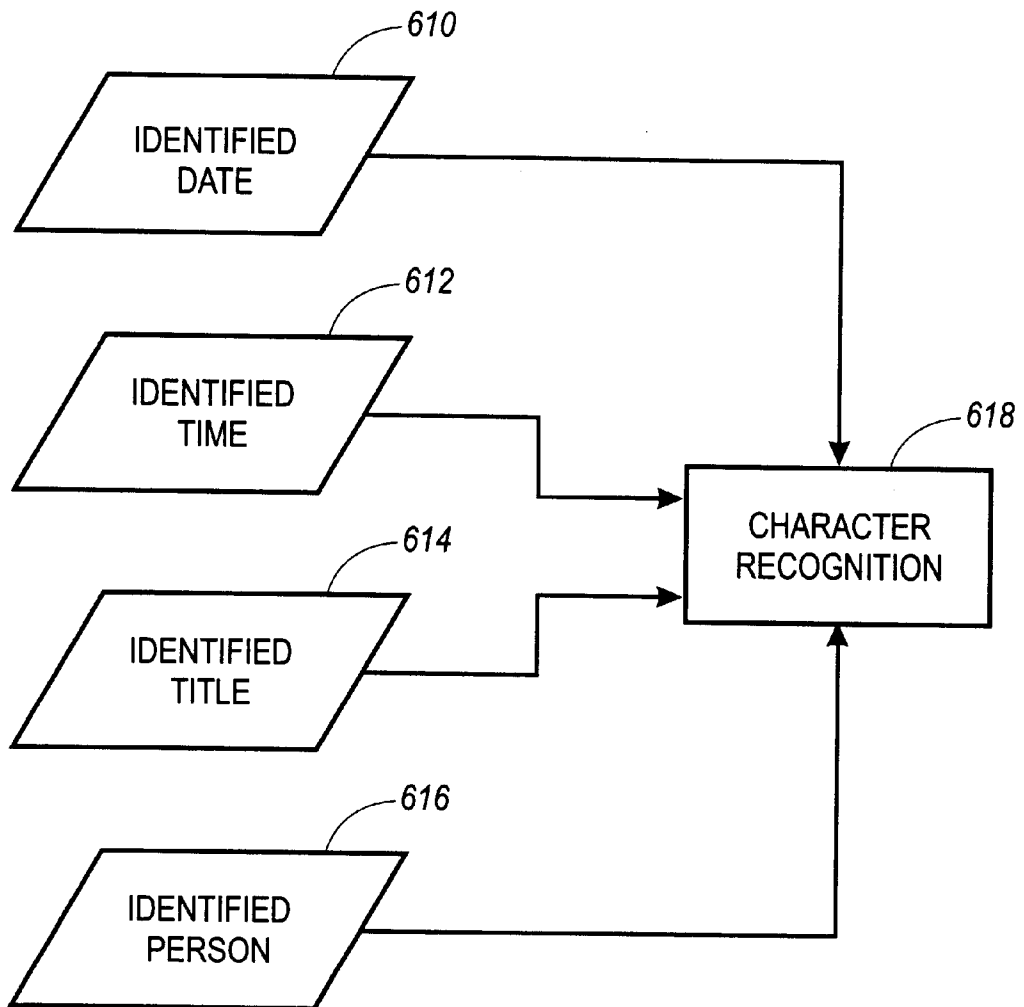 610
IDENTIFIED
DATE
612
IDENTIFIED
TIME
618
CHARACTER
RECOGNITION
614
IDENTIFIED
TITLE
616
IDENTIFIED
PERSON